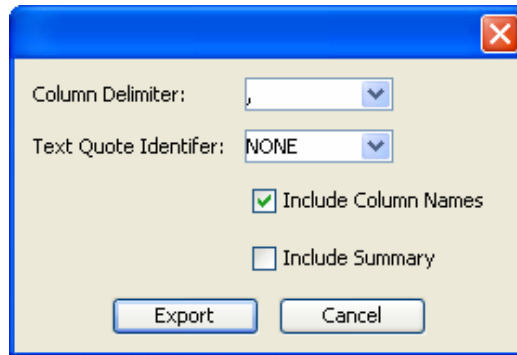 Column Delimiter: ,
Text Quote Identifer: NONE
Include Column Names
Include Summary
Export Cancel